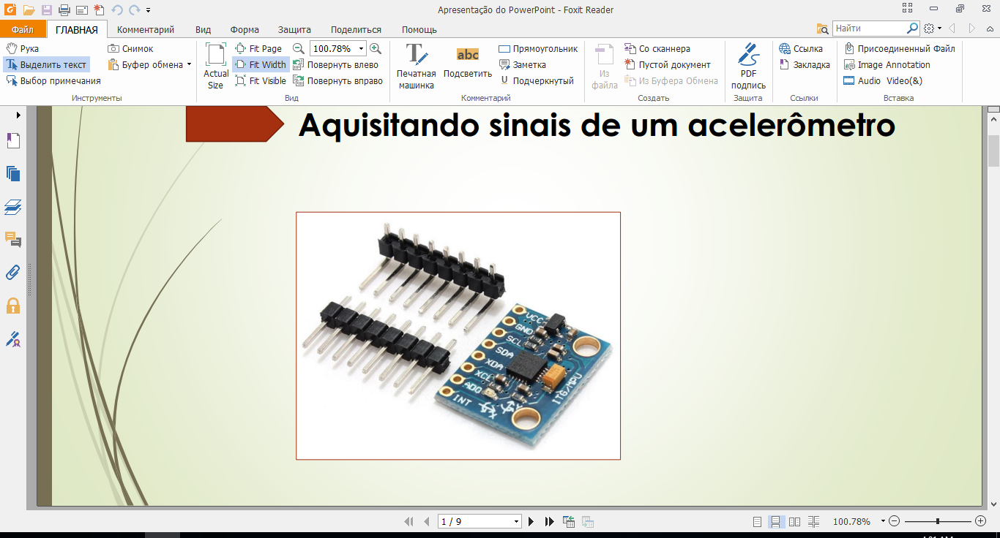 Apresentação do PowerPoint - Foxit Reader
Файл ГЛАВНАЯ Комментарий Вид Форма Защита Поделиться Помощь Найти
Рука Снимок
Выделить текст Буфер обмена
Выбор примечания
Инструменты
Actual Size
Fit Page 100.78%
Fit Width Повернуть влево
Fit Visible Повернуть вправо
Вид
Печатная машинка
abc
Подсветить
Прямоугольник
Заметка
U Подчеркнутый
Комментарий
Из файла
Со сканнера
Пустой документ
Из Буфера Обмена
Создать
PDF подпись
Защита
Ссылка
Закладка
Ссылки
Присоединенный Файл
Image Annotation
Audio Video(&)
Вставка
Aquisitando sinais de um acelerômetro
VCC
GND
SCL
SDA
XDA
XCL
ADO
INT
ITG/MPU
X
Y
1 / 9 100.78%